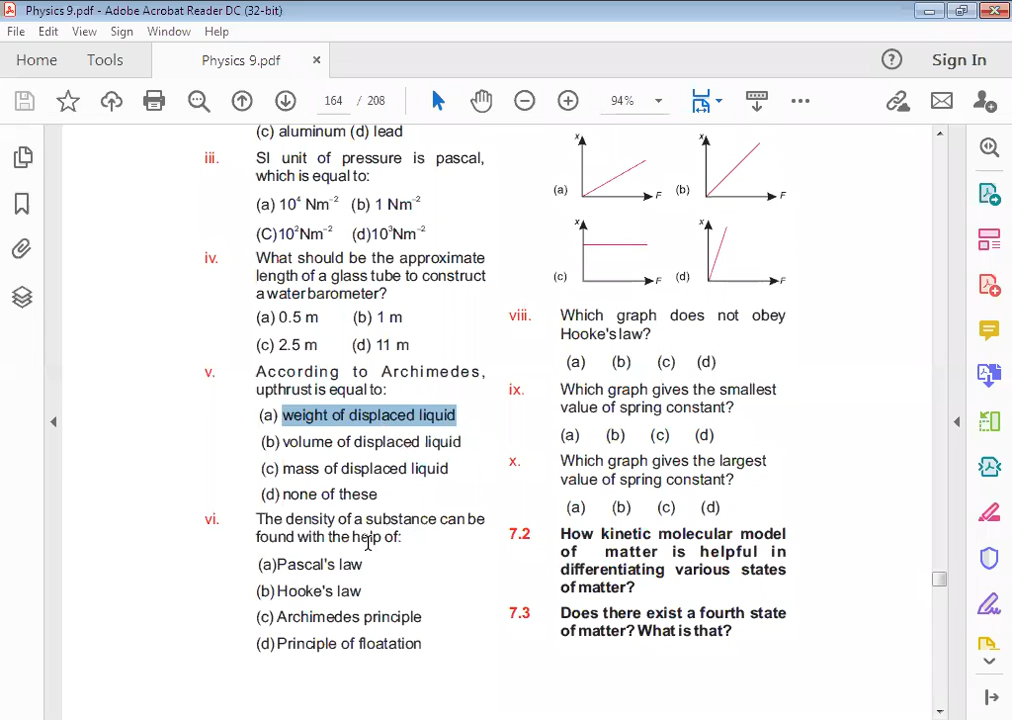 Physics 9.pdf - Adobe Acrobat Reader DC (32-bit)
File Edit View Sign Window Help
Home Tools Physics 9.pdf × ? Sign In
164 / 208 94%
(c) aluminum (d) lead
iii. SI unit of pressure is pascal,
which is equal to:
(a) 10⁴ Nm⁻² (b) 1 Nm⁻²
(C)10²Nm⁻² (d)10³Nm⁻²
iv. What should be the approximate
length of a glass tube to construct
a water barometer?
(a) 0.5 m (b) 1 m
(c) 2.5 m (d) 11 m
v. According to Archimedes,
upthrust is equal to:
(a) weight of displaced liquid
(b) volume of displaced liquid
(c) mass of displaced liquid
(d) none of these
vi. The density of a substance can be
found with the help of:
(a)Pascal's law
(b)Hooke's law
(c)Archimedes principle
(d)Principle of floatation
x x
(a) F (b) F
x x
(c) F (d) F
viii. Which graph does not obey
Hooke's law?
(a) (b) (c) (d)
ix. Which graph gives the smallest
value of spring constant?
(a) (b) (c) (d)
x. Which graph gives the largest
value of spring constant?
(a) (b) (c) (d)
7.2 How kinetic molecular model
of matter is helpful in
differentiating various states
of matter?
7.3 Does there exist a fourth state
of matter? What is that?